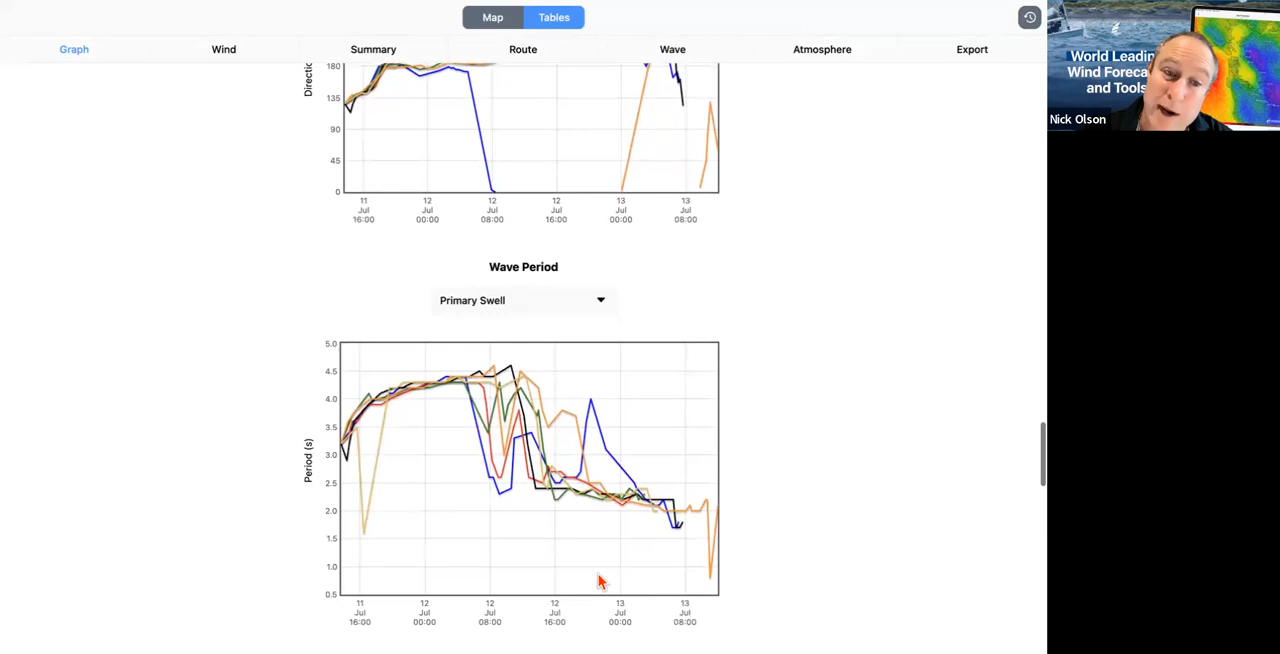 Map
Tables
Graph
Wind
Summary
Route
Wave
Atmosphere
Export
World Leadin
Wind Foreca
and Tools
Nick Olson
180
135
90
45
0
11
Jul
16:00
12
Jul
00:00
12
Jul
08:00
12
Jul
16:00
13
Jul
00:00
13
Jul
08:00
Directio
Wave Period
Primary Swell
5.0
4.5
4.0
3.5
3.0
2.5
2.0
1.5
1.0
0.5
Period (s)
11
Jul
16:00
12
Jul
00:00
12
Jul
08:00
12
Jul
16:00
13
Jul
00:00
13
Jul
08:00